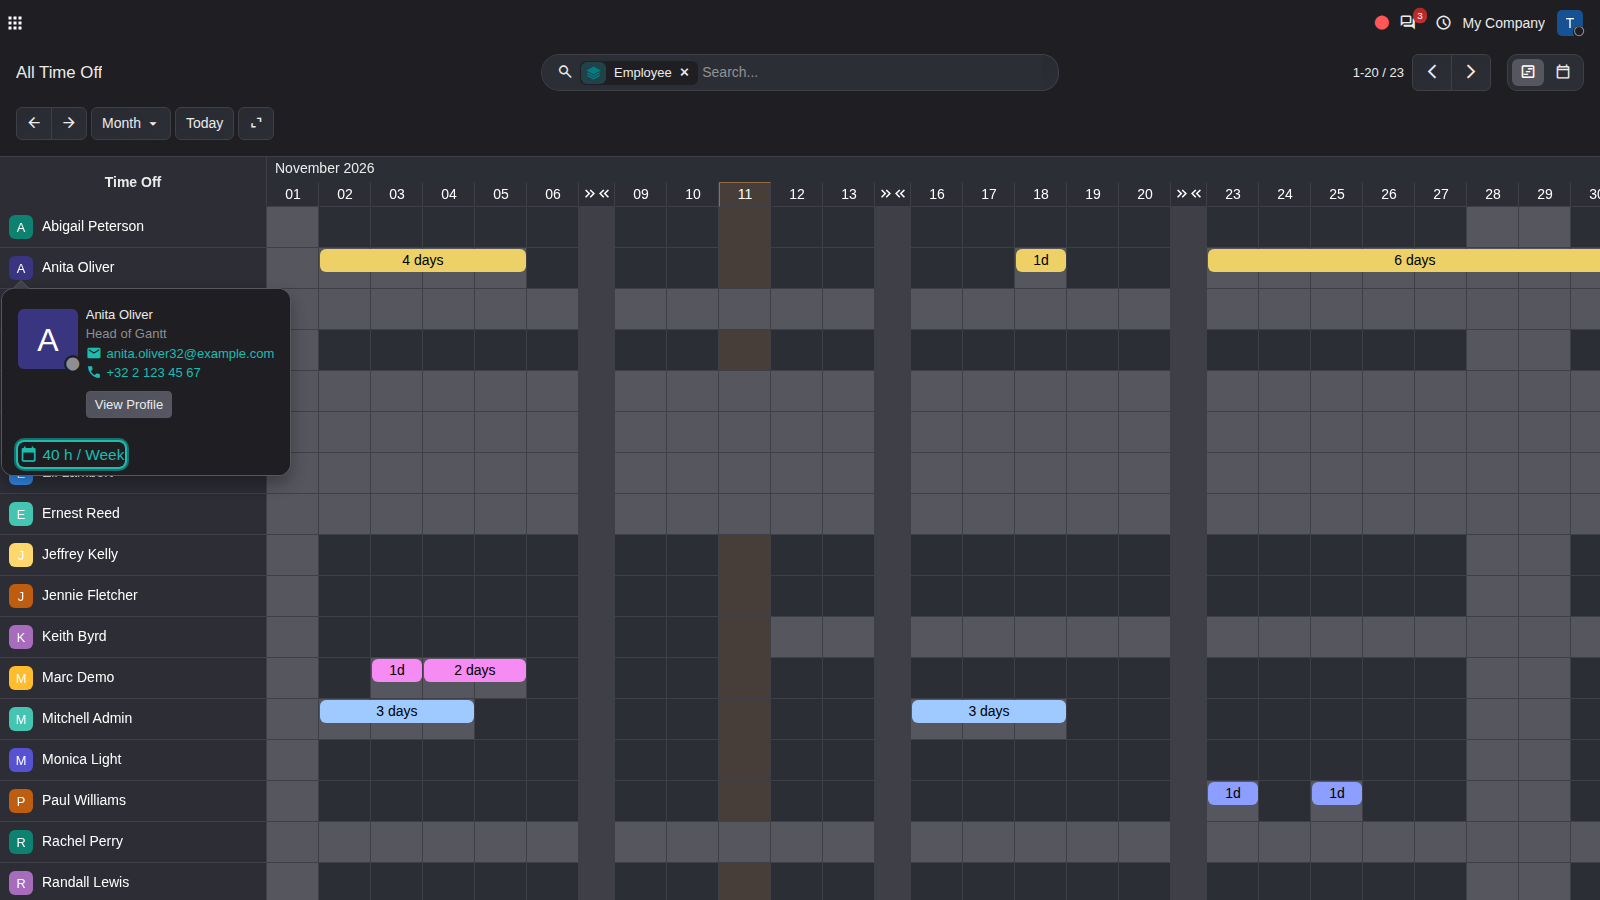 3
My Company
T
All Time Off
Employee
Search...
1-20 / 23
Month
Today
Time Off
November 2026
01 02 03 04 05 06 09 10 11 12 13 16 17 18 19 20 23 24 25 26 27 28 29 30
A Abigail Peterson
A Anita Oliver
4 days 1d 6 days
A
Anita Oliver
Head of Gantt
anita.oliver32@example.com
+32 2 123 45 67
View Profile
40 h / Week
E Ernest Reed
J Jeffrey Kelly
J Jennie Fletcher
K Keith Byrd
M Marc Demo
1d 2 days
M Mitchell Admin
3 days 3 days
M Monica Light
P Paul Williams
1d 1d
R Rachel Perry
R Randall Lewis